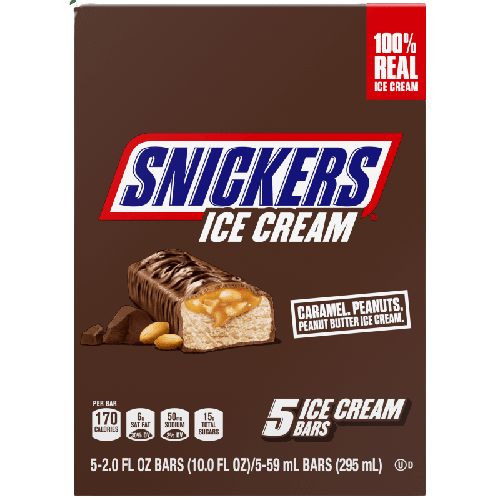 100%
REAL
ICE CREAM
SNICKERS®
ICE CREAM
CARAMEL. PEANUTS.
PEANUT BUTTER ICE CREAM.
PER BAR
170
CALORIES
6g
SAT FAT
50mg
SODIUM
15g
TOTAL
SUGARS
5 ICE CREAM
BARS
5-2.0 FL OZ BARS (10.0 FL OZ)/5-59 mL BARS (295 mL)
U D